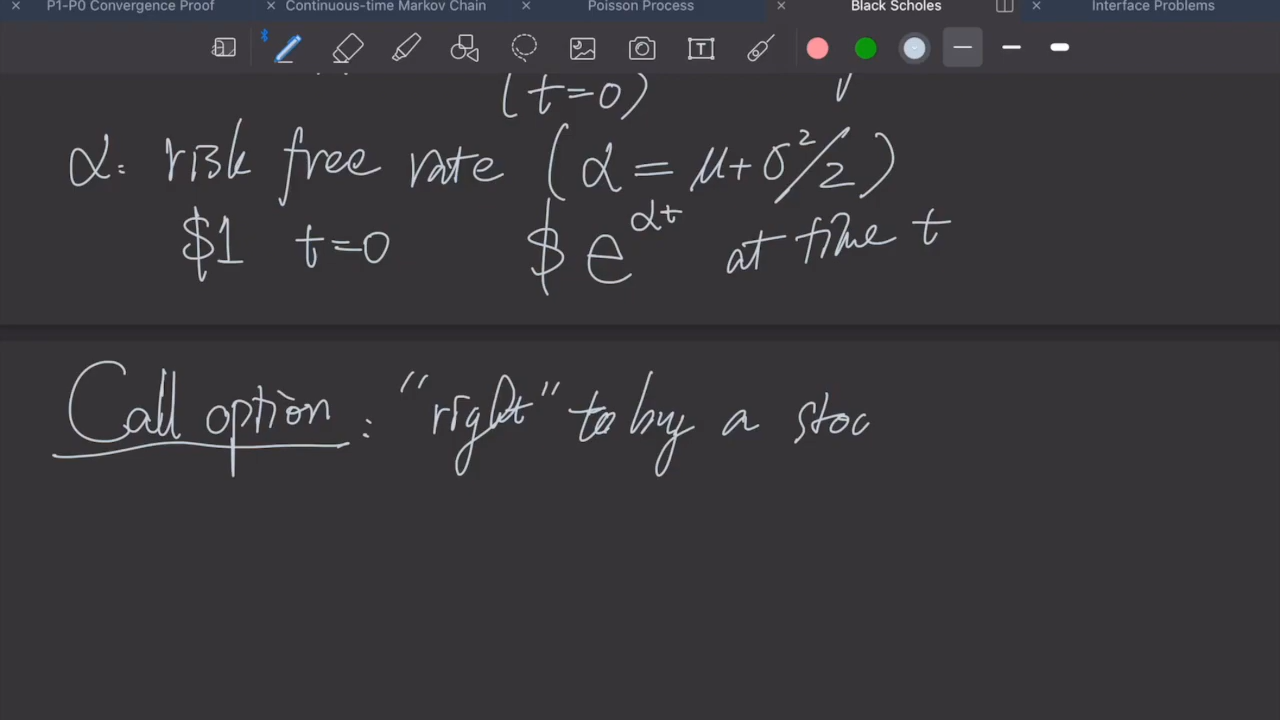 P1-P0 Convergence Proof Continuous-time Markov Chain Poisson Process Black Scholes Interface Problems
(t=0)
α: risk free rate (α = μ + σ²/2)
$1 t=0 $ e^{αt} at time t
Call option: "right" to buy a stoc